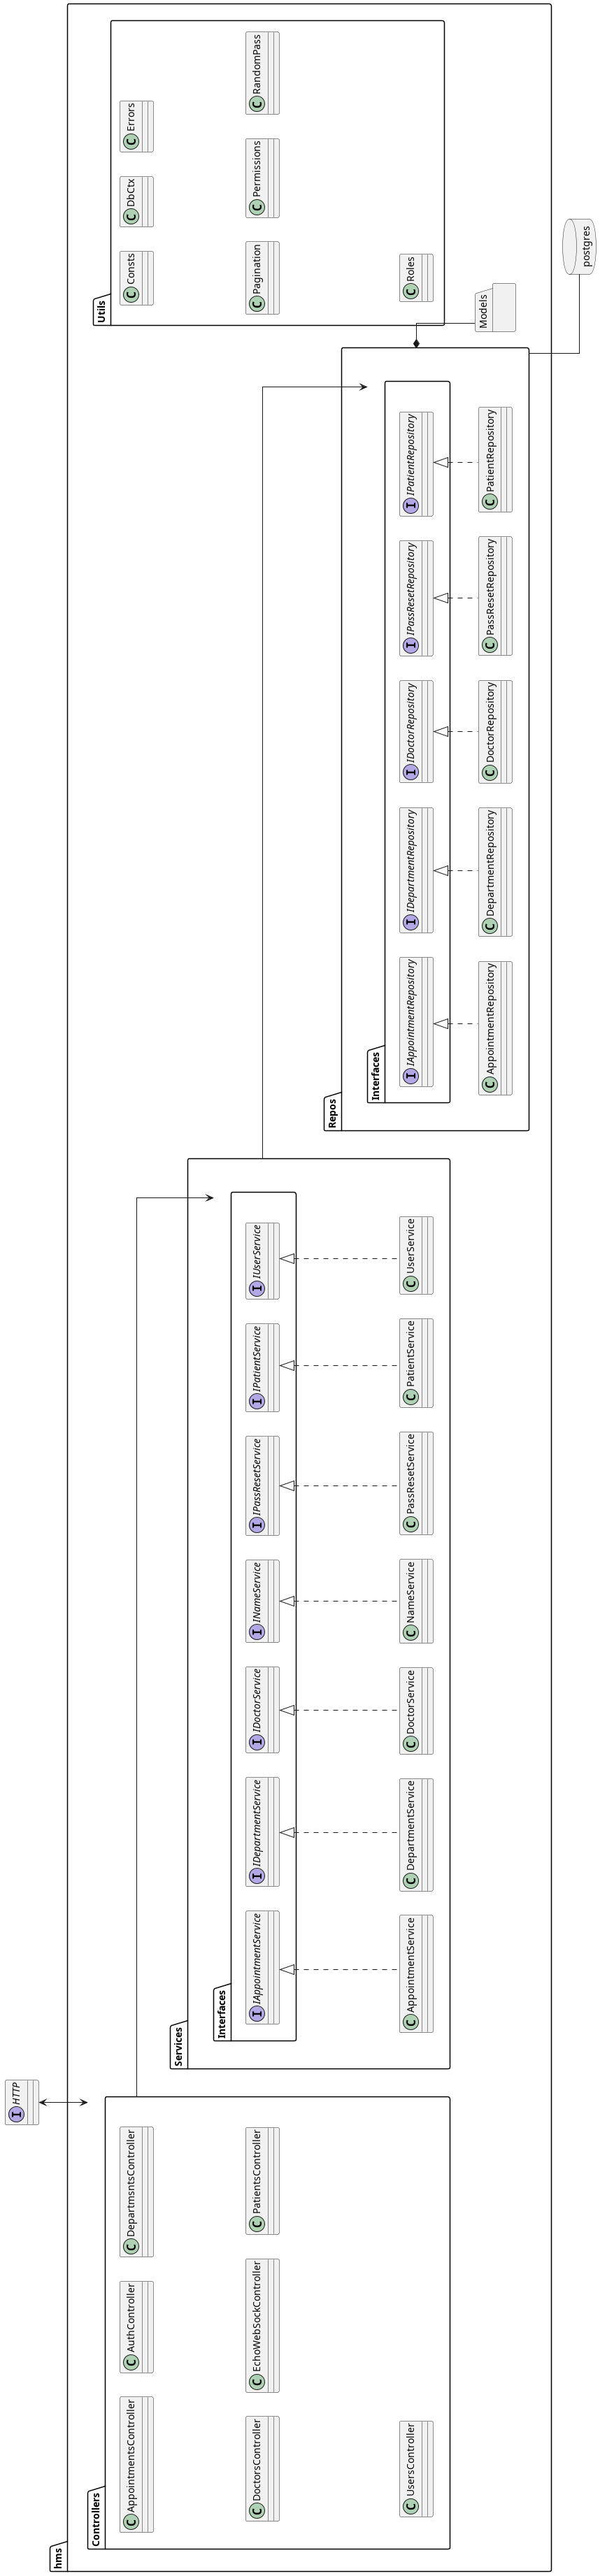 hms
HTTP
Controllers
C AppointmentsController
C AuthController
C DepartmsntsController
C DoctorsController
C EchoWebSockController
C PatientsController
C UsersController
Services
Interfaces
I IAppointmentService
I IDepartmentService
I IDoctorService
I INameService
I IPassResetService
I IPatientService
I IUserService
C AppointmentService
C DepartmentService
C DoctorService
C NameService
C PassResetService
C PatientService
C UserService
Repos
Interfaces
I IAppointmentRepository
I IDepartmentRepository
I IDoctorRepository
I IPassResetRepository
I IPatientRepository
C AppointmentRepository
C DepartmentRepository
C DoctorRepository
C PassResetRepository
C PatientRepository
Utils
C Consts
C DbCtx
C Errors
C Pagination
C Permissions
C RandomPass
C Roles
Models
postgres